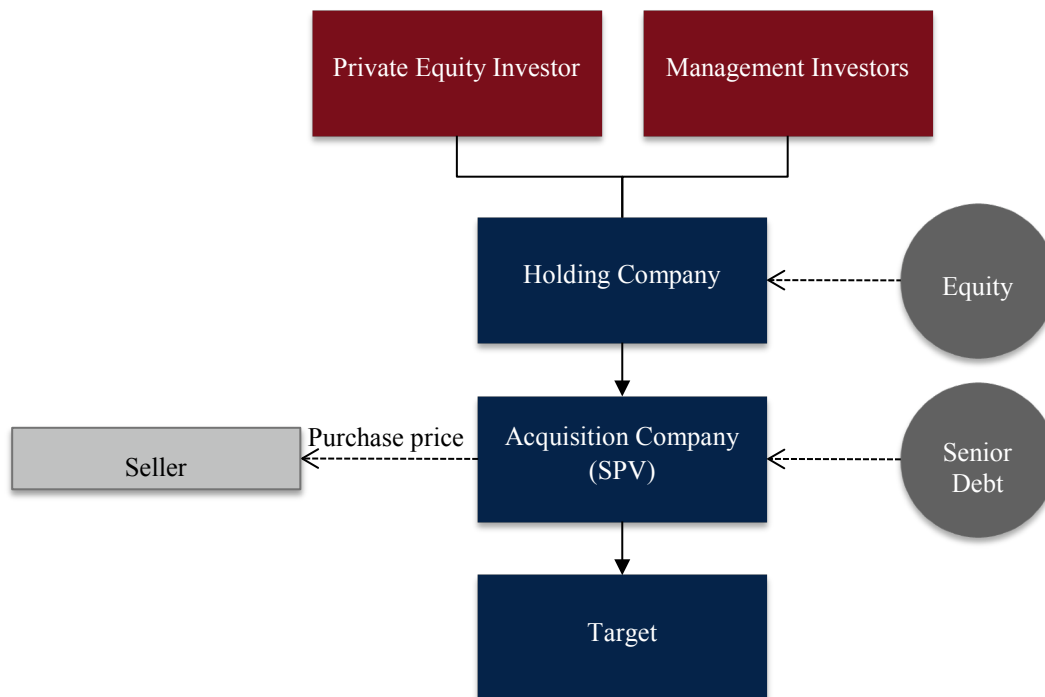 Private Equity Investor
Management Investors
Holding Company
Equity
Purchase price
Acquisition Company
(SPV)
Seller
Senior
Debt
Target